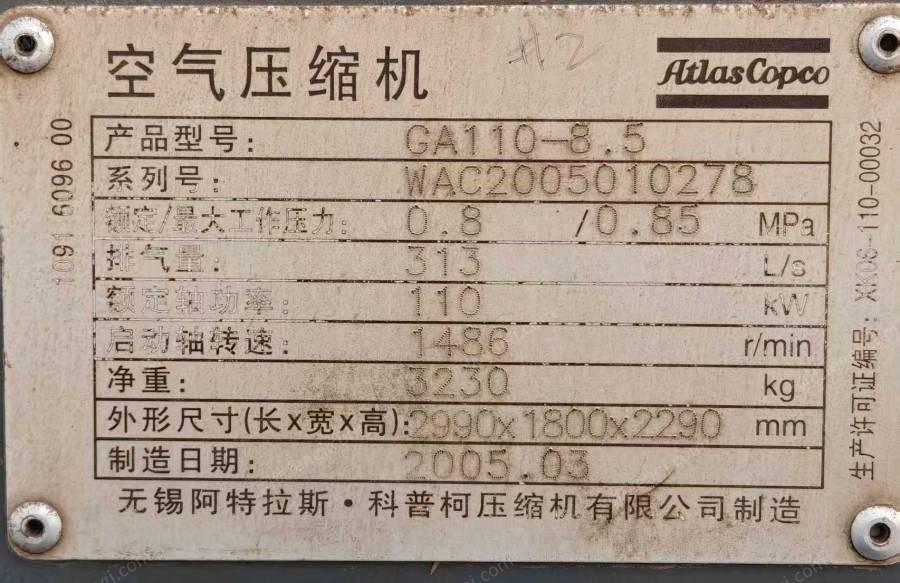 空气压缩机
#2
AtlasCopco
产品型号: GA110-8.5
系列号: WAC2005010278
额定/最大工作压力: 0.8 /0.85 MPa
排气量: 313 L/s
额定轴功率: 110 kW
启动轴转速: 1486 r/min
净重: 3230 kg
外形尺寸(长x宽x高):2990x1800x2290 mm
制造日期: 2005.03
无锡阿特拉斯·科普柯压缩机有限公司制造
1091 6096 00
生产许可证编号: XK06-110-00032